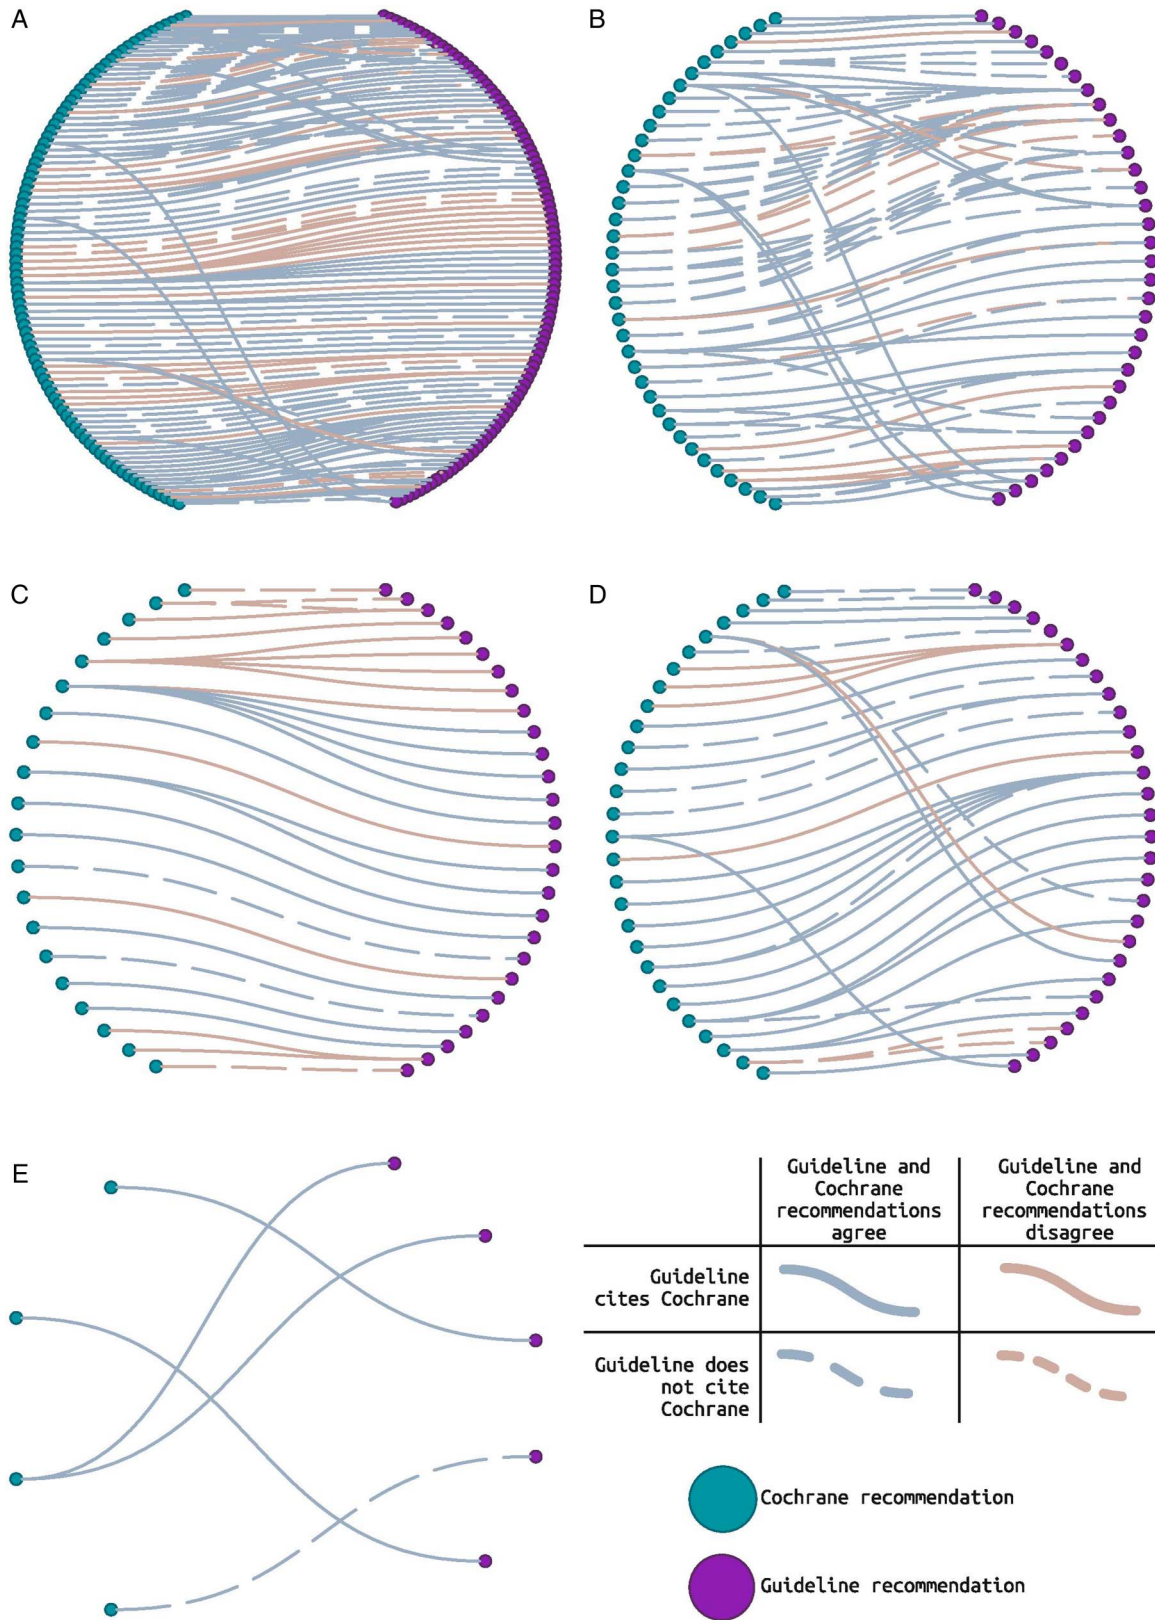 A
B
C
D
E
Guideline and
Cochrane
recommendations
agree
Guideline and
Cochrane
recommendations
disagree
Guideline
cites Cochrane
Guideline does
not cite
Cochrane
Cochrane recommendation
Guideline recommendation